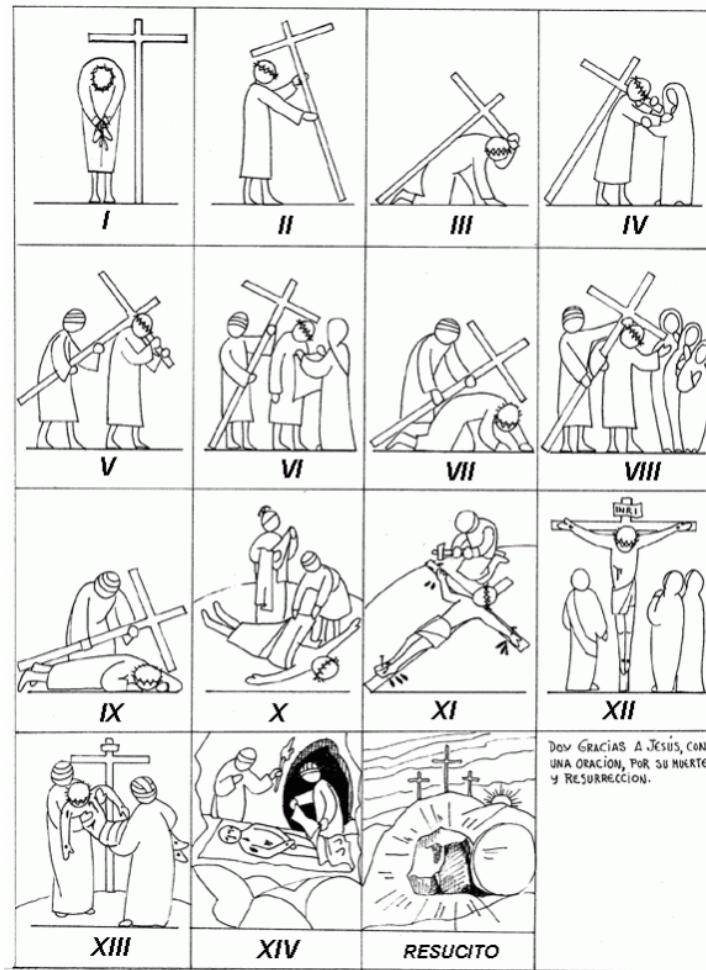 I
II
III
IV
V
VI
VII
VIII
IX
X
XI
INRI
XII
DOY GRACIAS A JESÚS, CON
UNA ORACIÓN, POR SU MUERTE
Y RESURRECCION.
XIII
XIV
RESUCITO